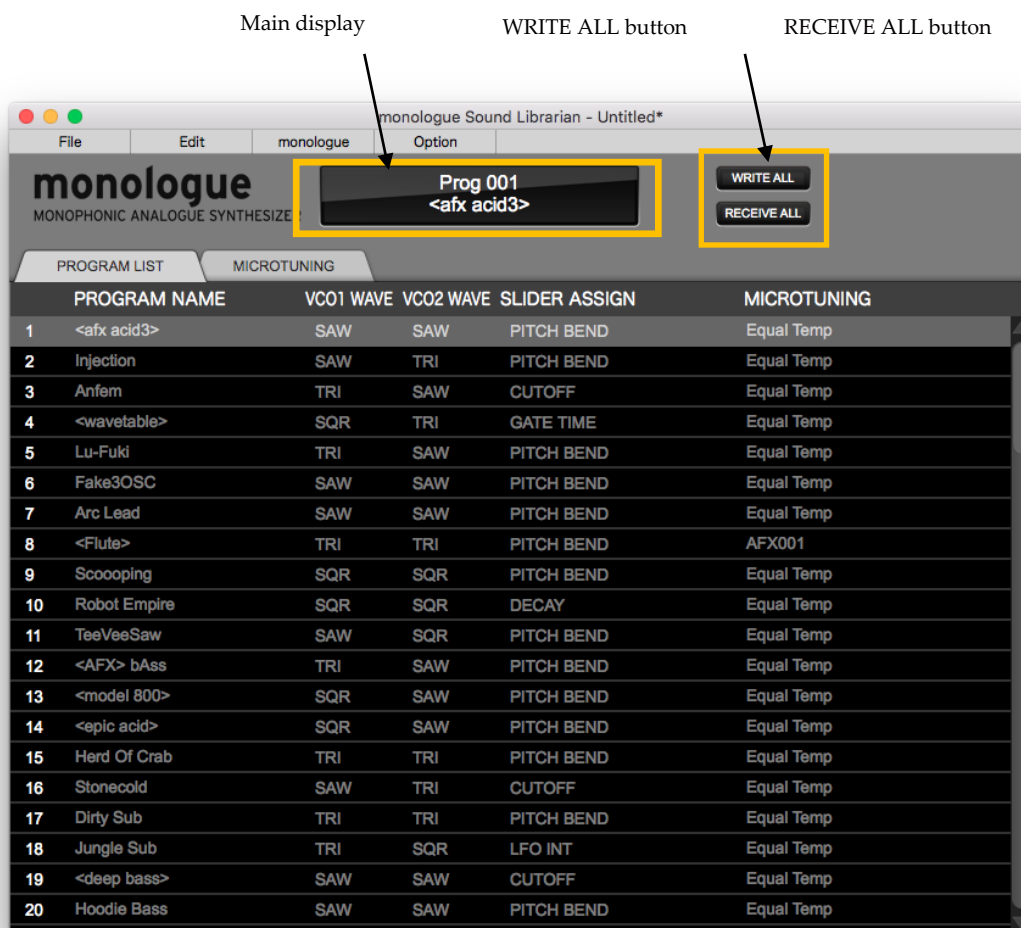 Main display WRITE ALL button RECEIVE ALL button
monologue Sound Librarian - Untitled*
File Edit monologue Option
monologue
MONOPHONIC ANALOGUE SYNTHESIZER
Prog 001
<afx acid3>
WRITE ALL
RECEIVE ALL
PROGRAM LIST MICROTUNING
PROGRAM NAME VCO1 WAVE VCO2 WAVE SLIDER ASSIGN MICROTUNING
1 <afx acid3> SAW SAW PITCH BEND Equal Temp
2 Injection SAW TRI PITCH BEND Equal Temp
3 Anfem TRI SAW CUTOFF Equal Temp
4 <wavetable> SQR TRI GATE TIME Equal Temp
5 Lu-Fuki TRI SAW PITCH BEND Equal Temp
6 Fake3OSC SAW SAW PITCH BEND Equal Temp
7 Arc Lead SAW SAW PITCH BEND Equal Temp
8 <Flute> TRI TRI PITCH BEND AFX001
9 Scoooping SQR SQR PITCH BEND Equal Temp
10 Robot Empire SQR SQR DECAY Equal Temp
11 TeeVeeSaw SAW SQR PITCH BEND Equal Temp
12 <AFX> bAss TRI SAW PITCH BEND Equal Temp
13 <model 800> SQR SAW PITCH BEND Equal Temp
14 <epic acid> SQR SAW PITCH BEND Equal Temp
15 Herd Of Crab TRI TRI PITCH BEND Equal Temp
16 Stonecold SAW TRI CUTOFF Equal Temp
17 Dirty Sub TRI TRI PITCH BEND Equal Temp
18 Jungle Sub TRI SQR LFO INT Equal Temp
19 <deep bass> SAW SAW CUTOFF Equal Temp
20 Hoodie Bass SAW SAW PITCH BEND Equal Temp